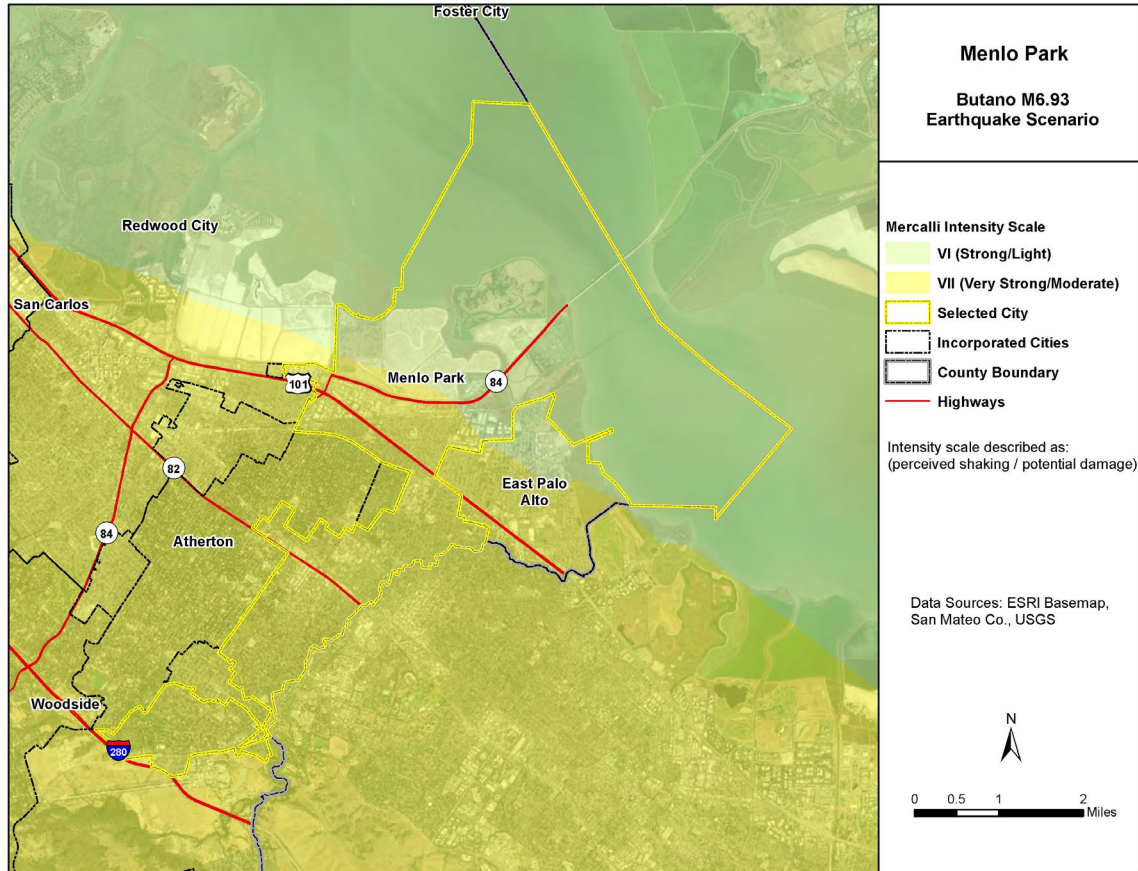 Foster City
Redwood City
San Carlos
101
Menlo Park
84
82
East Palo
Alto
84
Atherton
Woodside
280
Menlo Park
Butano M6.93
Earthquake Scenario
Mercalli Intensity Scale
VI (Strong/Light)
VII (Very Strong/Moderate)
Selected City
Incorporated Cities
County Boundary
Highways
Intensity scale described as:
(perceived shaking / potential damage)
Data Sources: ESRI Basemap,
San Mateo Co., USGS
N
0 0.5 1 2
Miles